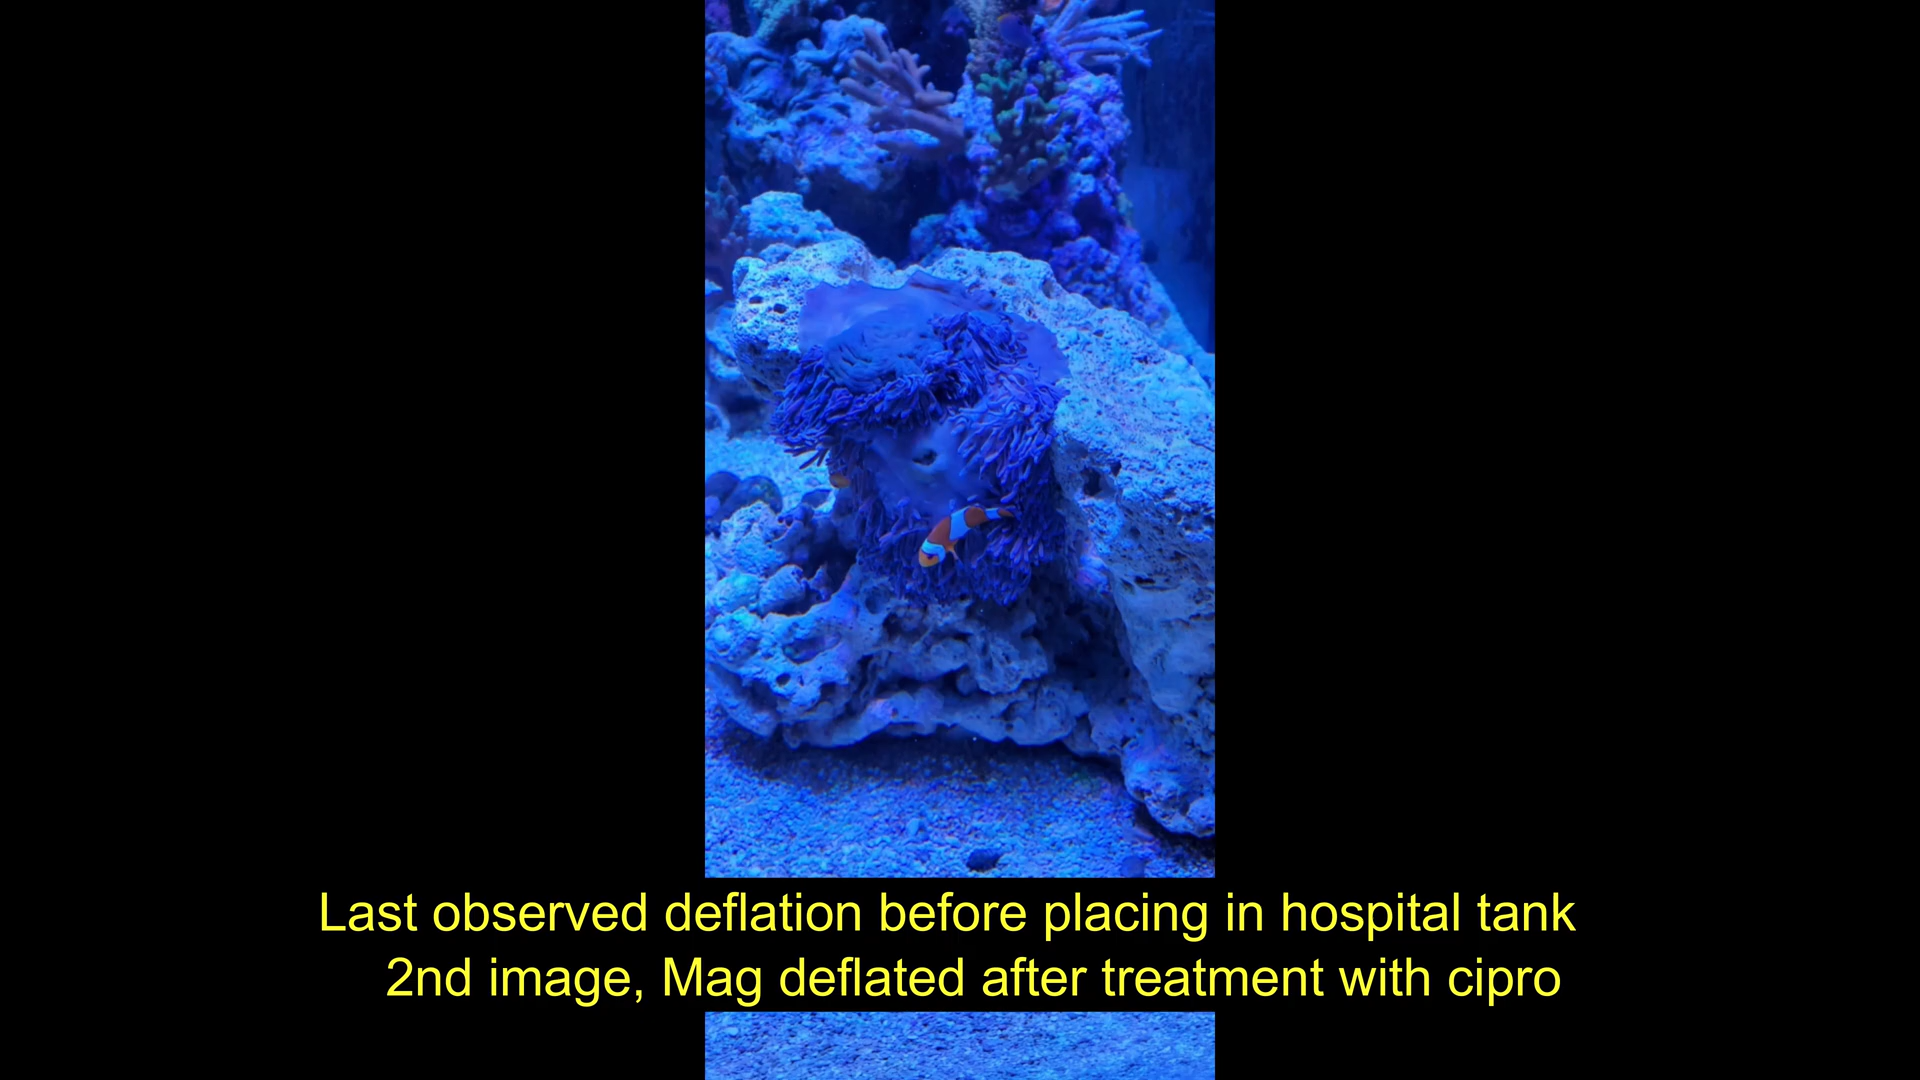 Last observed deflation before placing in hospital tank
2nd image, Mag deflated after treatment with cipro